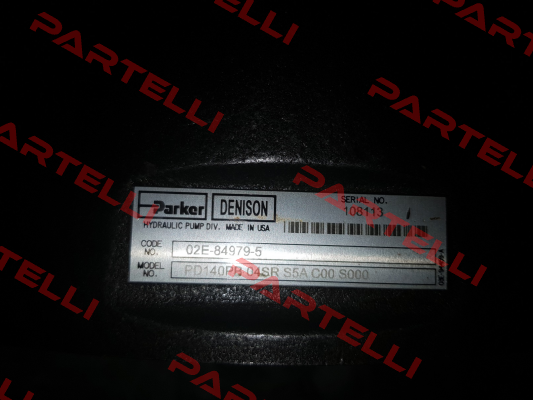 PARTELLI
PARTELLI
PARTELLI
PARTELLI
PARTELLI
PARTELLI
Parker DENISON
SERIAL NO.
108113
HYDRAULIC PUMP DIV. MADE IN USA
CODE NO. 02E-84979-5
MODEL NO. PD140PB 04SR S5A C00 S000